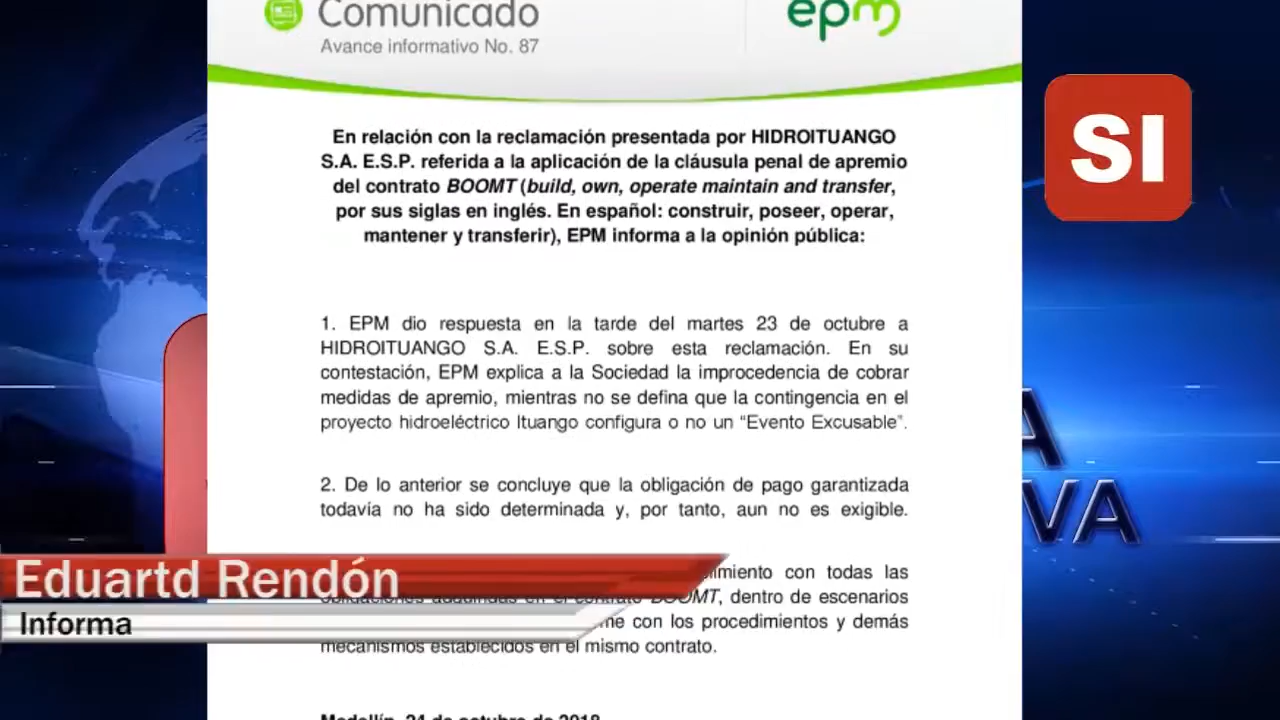 Comunicado
Avance informativo No. 87
epm
SI
En relación con la reclamación presentada por HIDROITUANGO
S.A. E.S.P. referida a la aplicación de la cláusula penal de apremio
del contrato BOOMT (build, own, operate maintain and transfer,
por sus siglas en inglés. En español: construir, poseer, operar,
mantener y transferir), EPM informa a la opinión pública:
1. EPM dio respuesta en la tarde del martes 23 de octubre a
HIDROITUANGO S.A. E.S.P. sobre esta reclamación. En su
contestación, EPM explica a la Sociedad la improcedencia de cobrar
medidas de apremio, mientras no se defina que la contingencia en el
proyecto hidroeléctrico Ituango configura o no un “Evento Excusable”.
2. De lo anterior se concluye que la obligación de pago garantizada
todavía no ha sido determinada y, por tanto, aun no es exigible.
con todas las
BOOMT, dentro de escenarios
con los procedimientos y demás
mecanismos establecidos en el mismo contrato.
Medellín, 24 de octubre de 2018
A
VA
Eduartd Rendón
Informa